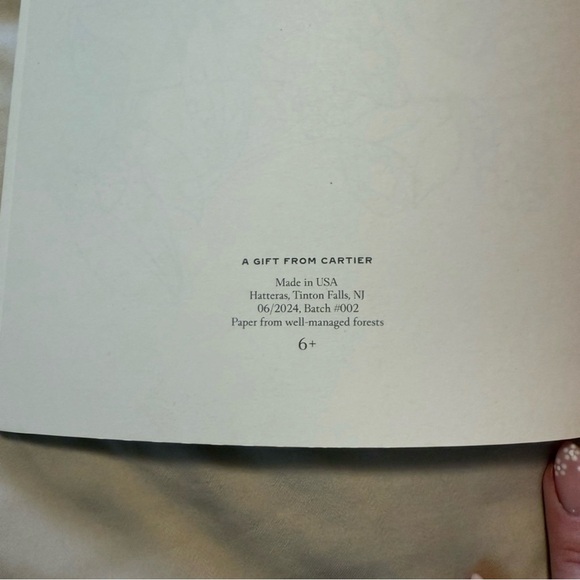 A GIFT FROM CARTIER
Made in USA
Hatteras, Tinton Falls, NJ
06/2024, Batch #002
Paper from well-managed forests
6+